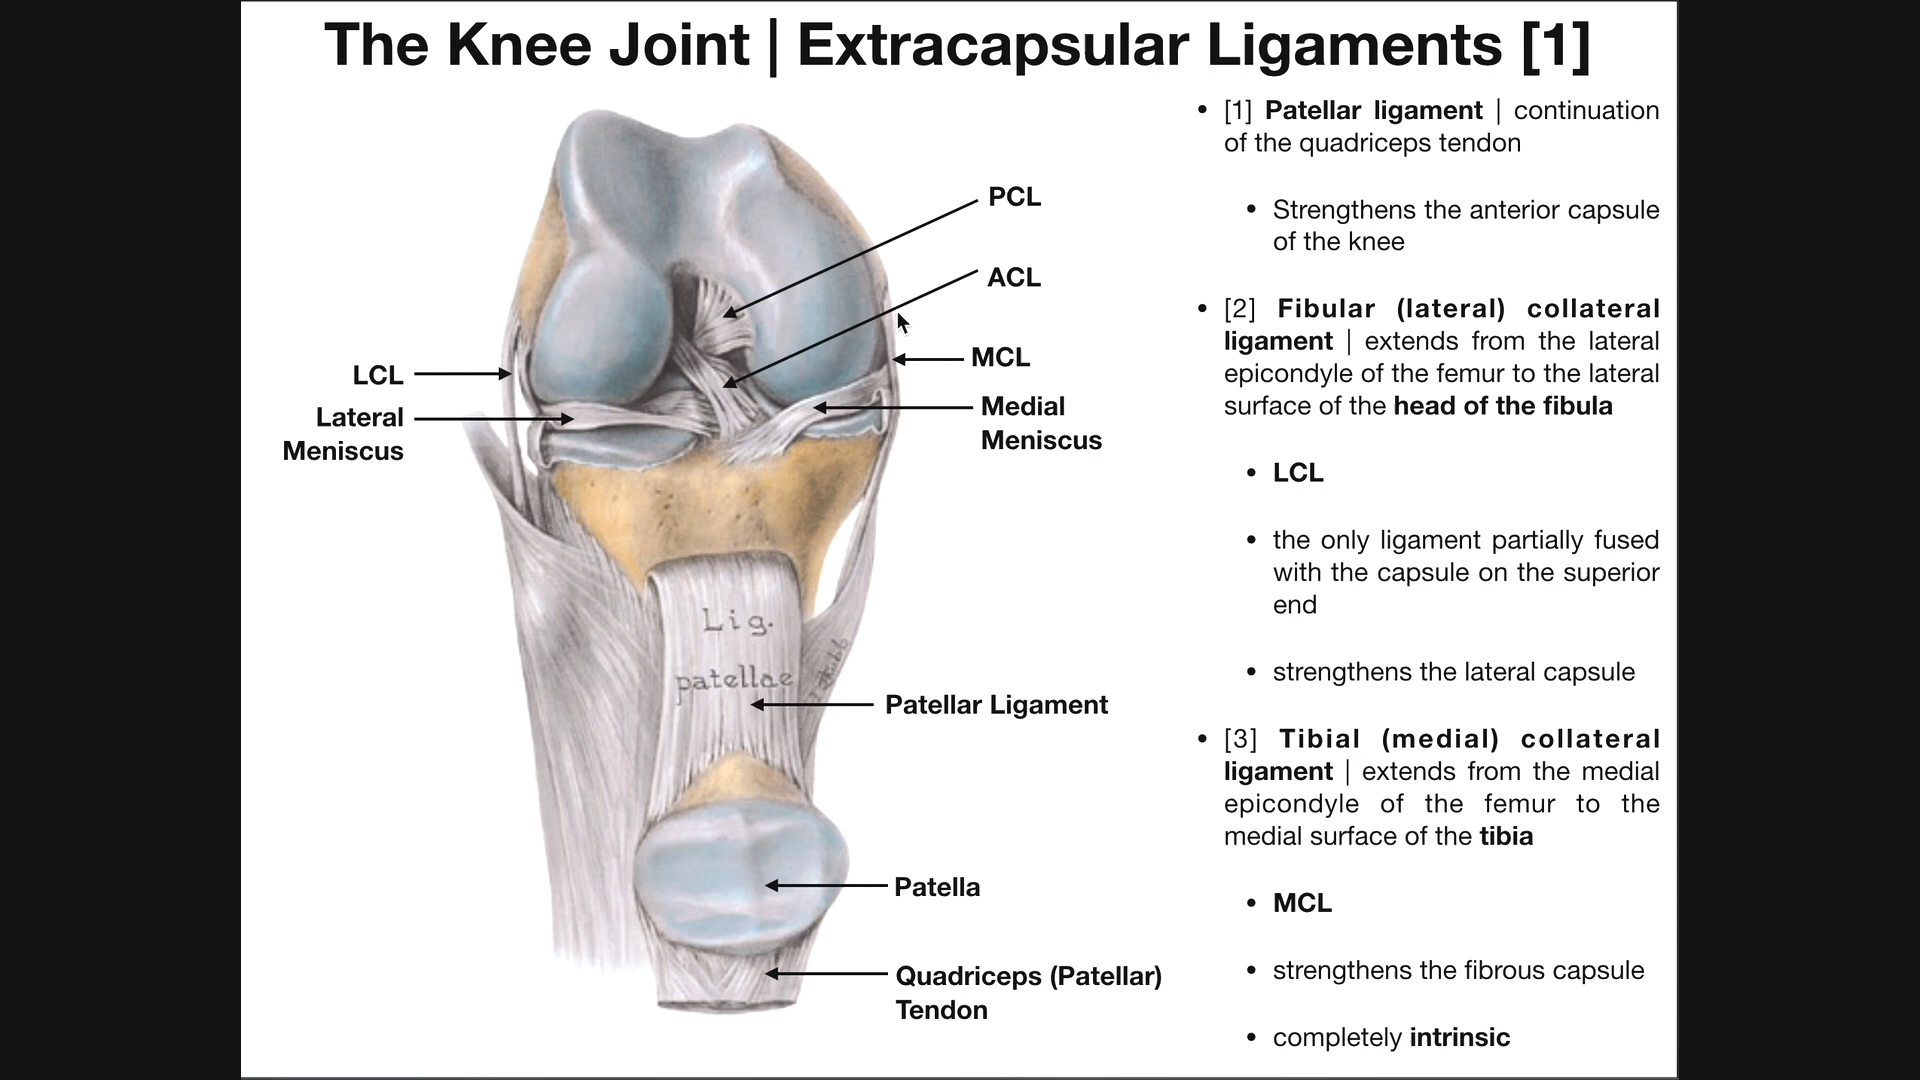 The Knee Joint | Extracapsular Ligaments [1]
PCL
ACL
MCL
LCL
Medial
Meniscus
Lateral
Meniscus
Lig.
patellae
Patellar Ligament
Patella
Quadriceps (Patellar)
Tendon
• [1] Patellar ligament | continuation
of the quadriceps tendon
• Strengthens the anterior capsule
of the knee
• [2] Fibular (lateral) collateral
ligament | extends from the lateral
epicondyle of the femur to the lateral
surface of the head of the fibula
• LCL
• the only ligament partially fused
with the capsule on the superior
end
• strengthens the lateral capsule
• [3] Tibial (medial) collateral
ligament | extends from the medial
epicondyle of the femur to the
medial surface of the tibia
• MCL
• strengthens the fibrous capsule
• completely intrinsic